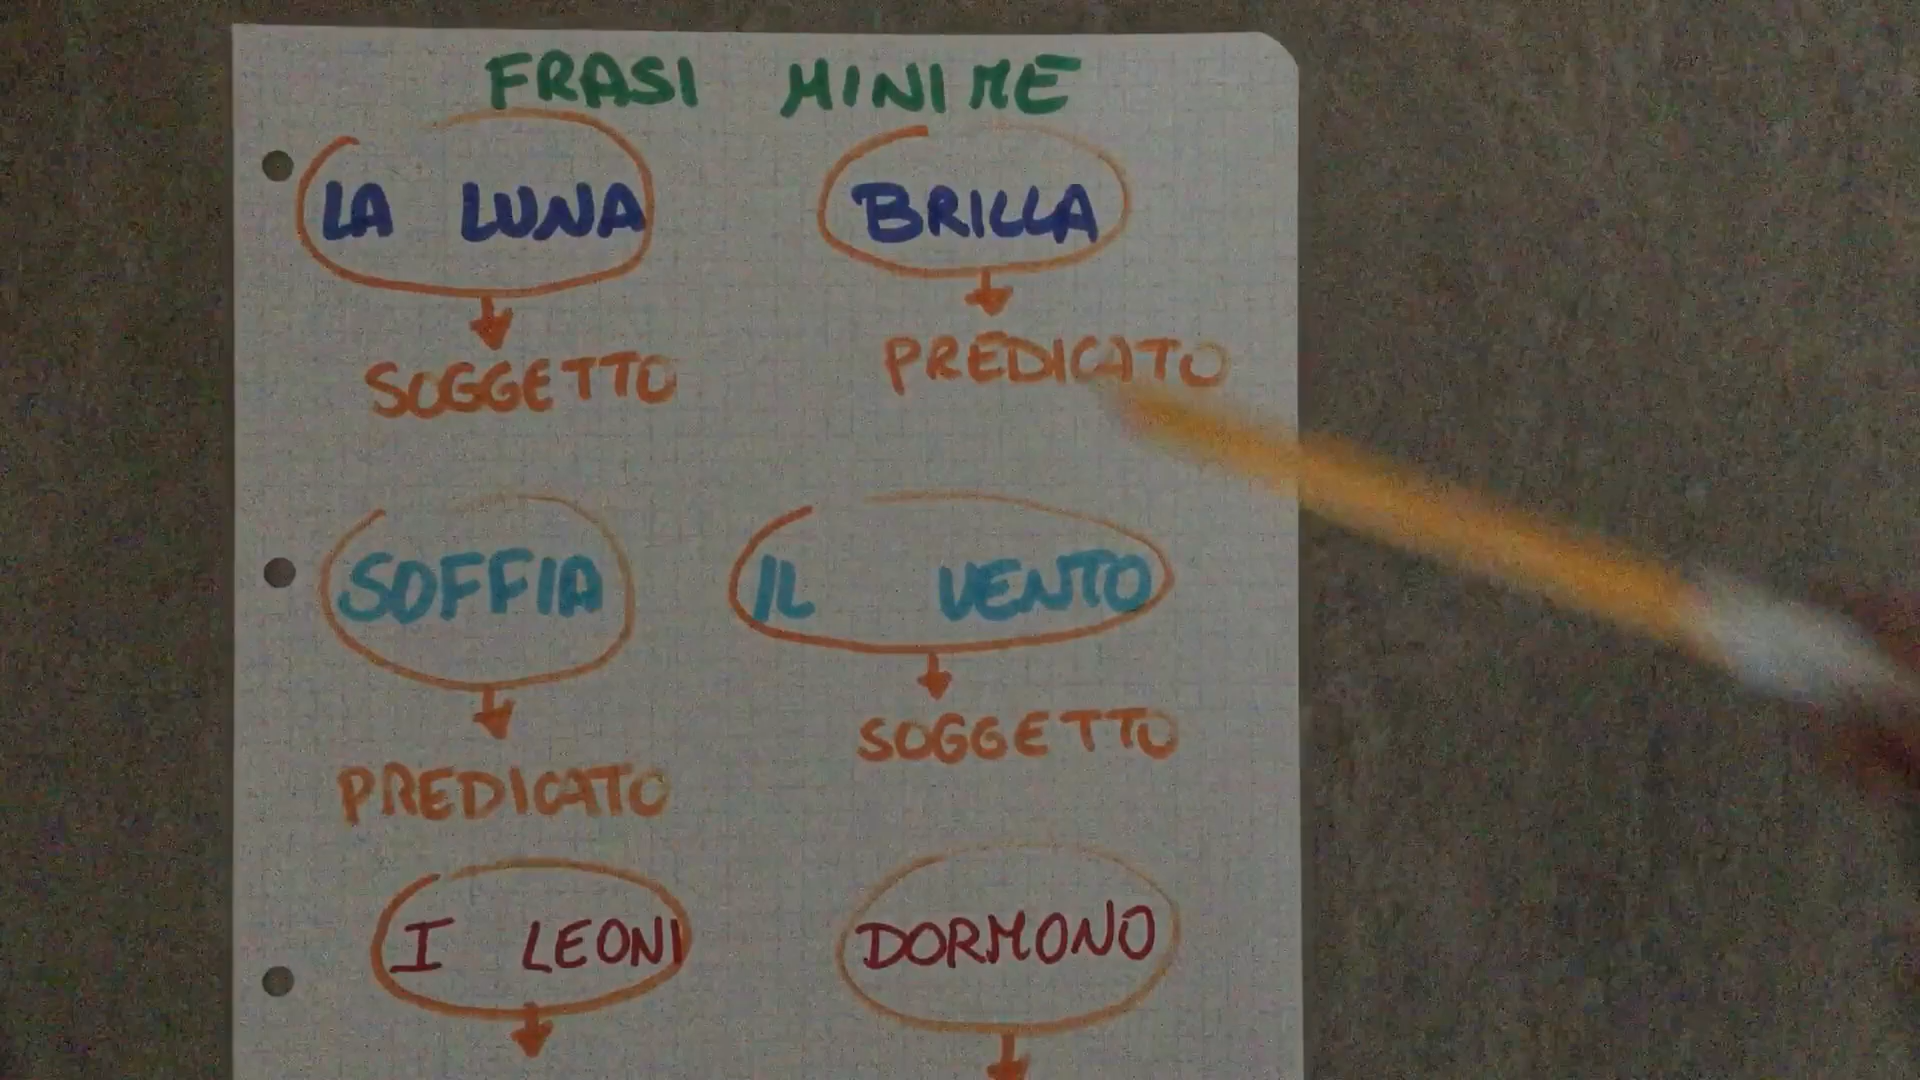 FRASI MINIME
LA LUNA BRILLA
SOGGETTO PREDICATO
SOFFIA IL VENTO
PREDICATO SOGGETTO
I LEONI DORMONO